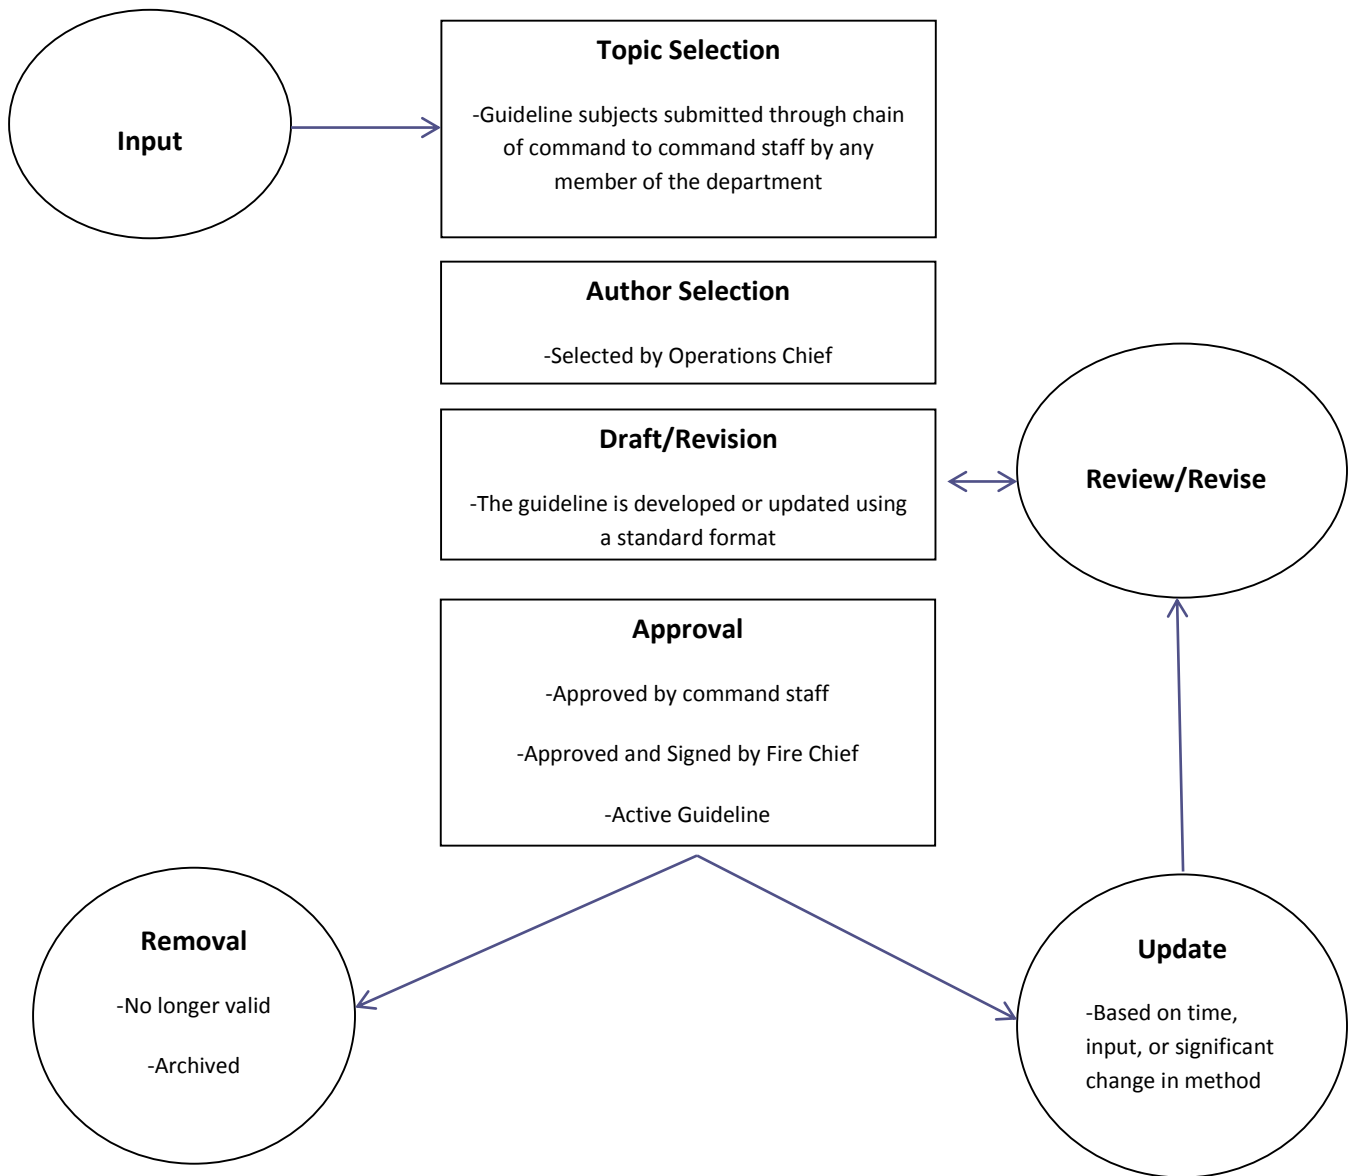 Input
Topic Selection
-Guideline subjects submitted through chain
of command to command staff by any
member of the department
Author Selection
-Selected by Operations Chief
Draft/Revision
-The guideline is developed or updated using
a standard format
Review/Revise
Approval
-Approved by command staff
-Approved and Signed by Fire Chief
-Active Guideline
Removal
-No longer valid
-Archived
Update
-Based on time,
input, or significant
change in method